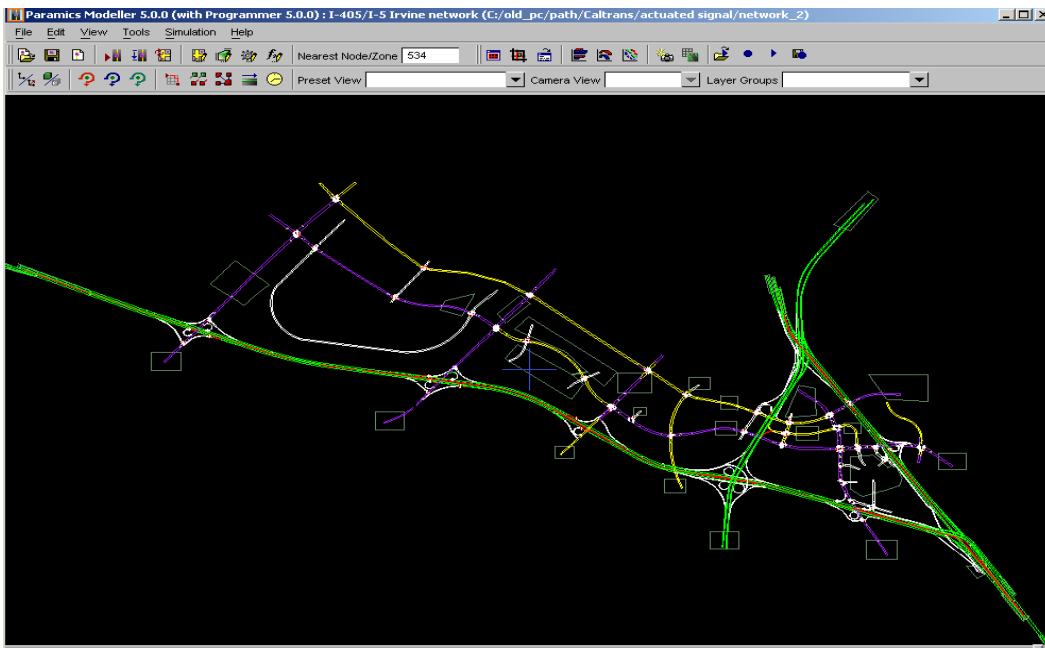 Paramics Modeller 5.0.0 (with Programmer 5.0.0) : I-405/I-5 Irvine network (C:/old_pc/path/Caltrans/actuated signal/network_2)
File Edit View Tools Simulation Help
Nearest Node/Zone 534
Preset View Camera View Layer Groups